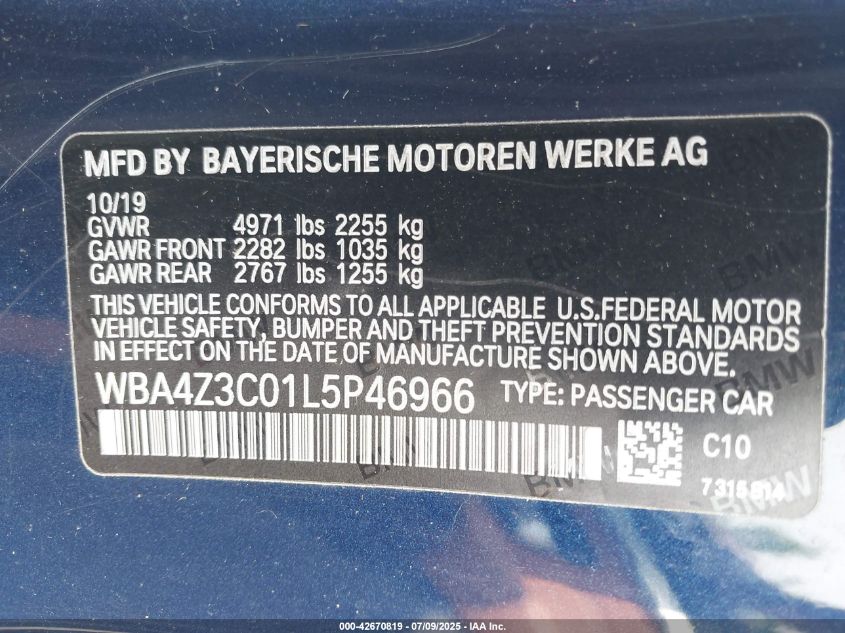 MFD BY BAYERISCHE MOTOREN WERKE AG
10/19
GVWR 4971 lbs 2255 kg
GAWR FRONT 2282 lbs 1035 kg
GAWR REAR 2767 lbs 1255 kg
THIS VEHICLE CONFORMS TO ALL APPLICABLE U.S.FEDERAL MOTOR
VEHICLE SAFETY, BUMPER AND THEFT PREVENTION STANDARDS
IN EFFECT ON THE DATE OF MANUFACTURE SHOWN ABOVE.
WBA4Z3C01L5P46966 TYPE: PASSENGER CAR
C10
BMW
000-42670819 - 07/09/2025 - IAA Inc.